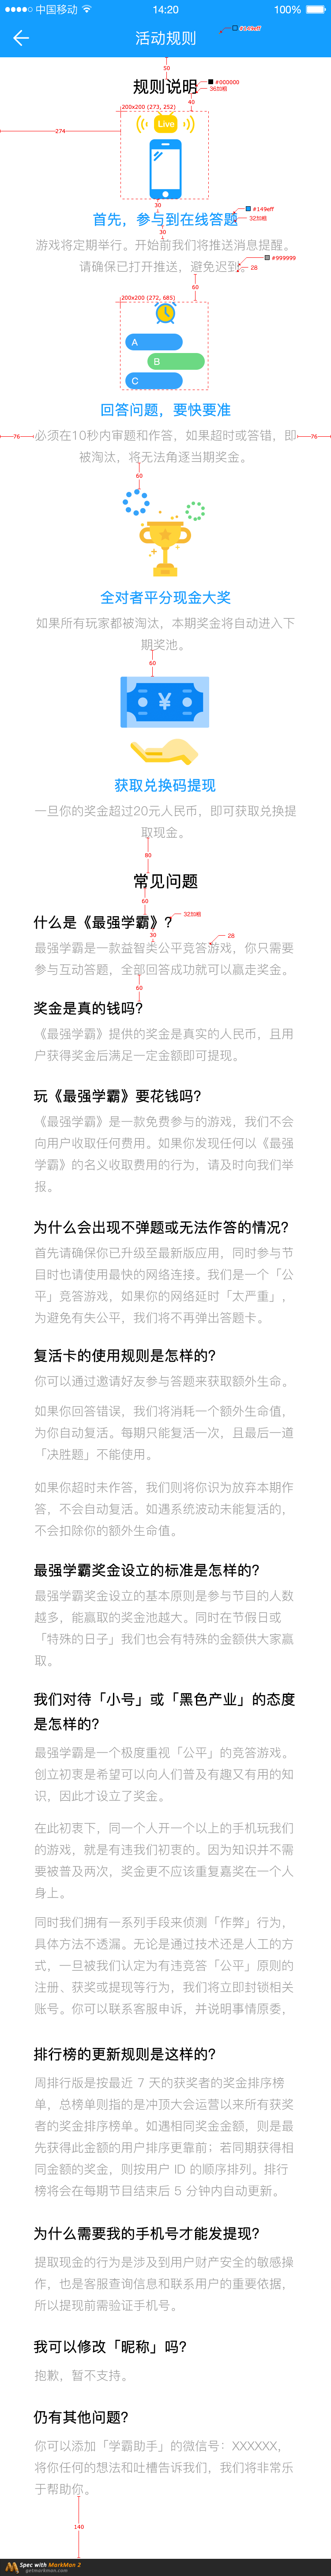 中国移动 14:20 100%
活动规则
#149eff
50
规则说明
#000000
36加粗
40
200x200 (273, 252)
Live
274
30
首先，参与到在线答题
#149eff
32加粗
30
游戏将定期举行。开始前我们将推送消息提醒。
请确保已打开推送，避免迟到。
#999999
28
60
200x200 (272, 685)
A
B
C
回答问题，要快要准
76
必须在10秒内审题和作答，如果超时或答错，即
76
被淘汰，将无法角逐当期奖金。
60
全对者平分现金大奖
如果所有玩家都被淘汰，本期奖金将自动进入下
期奖池。
60
¥
获取兑换码提现
一旦你的奖金超过20元人民币，即可获取兑换提
取现金。
80
常见问题
60
什么是《最强学霸》?
32加粗
30
28
最强学霸是一款益智类公平竞答游戏，你只需要
参与互动答题，全部回答成功就可以赢走奖金。
60
奖金是真的钱吗?
《最强学霸》提供的奖金是真实的人民币，且用
户获得奖金后满足一定金额即可提现。
玩《最强学霸》要花钱吗?
《最强学霸》是一款免费参与的游戏，我们不会
向用户收取任何费用。如果你发现任何以《最强
学霸》的名义收取费用的行为，请及时向我们举
报。
为什么会出现不弹题或无法作答的情况?
首先请确保你已升级至最新版应用，同时参与节
目时也请使用最快的网络连接。我们是一个「公
平」竞答游戏，如果你的网络延时「太严重」，
为避免有失公平，我们将不再弹出答题卡。
复活卡的使用规则是怎样的?
你可以通过邀请好友参与答题来获取额外生命。
如果你回答错误，我们将消耗一个额外生命值，
为你自动复活。每期只能复活一次，且最后一道
「决胜题」不能使用。
如果你超时未作答，我们则将你识为放弃本期作
答，不会自动复活。如遇系统波动未能复活的，
不会扣除你的额外生命值。
最强学霸奖金设立的标准是怎样的?
最强学霸奖金设立的基本原则是参与节目的人数
越多，能赢取的奖金池越大。同时在节假日或
「特殊的日子」我们也会有特殊的金额供大家赢
取。
我们对待「小号」或「黑色产业」的态度
是怎样的?
最强学霸是一个极度重视「公平」的竞答游戏。
创立初衷是希望可以向人们普及有趣又有用的知
识，因此才设立了奖金。
在此初衷下，同一个人开一个以上的手机玩我们
的游戏，就是有违我们初衷的。因为知识并不需
要被普及两次，奖金更不应该重复嘉奖在一个人
身上。
同时我们拥有一系列手段来侦测「作弊」行为，
具体方法不透漏。无论是通过技术还是人工的方
式，一旦被我们认定为有违竞答「公平」原则的
注册、获奖或提现等行为，我们将立即封锁相关
账号。你可以联系客服申诉，并说明事情原委，
排行榜的更新规则是这样的?
周排行版是按最近 7 天的获奖者的奖金排序榜
单，总榜单则指的是冲顶大会运营以来所有获奖
者的奖金排序榜单。如遇相同奖金金额，则是最
先获得此金额的用户排序更靠前；若同期获得相
同金额的奖金，则按用户 ID 的顺序排列。排行
榜将会在每期节目结束后 5 分钟内自动更新。
为什么需要我的手机号才能发提现?
提取现金的行为是涉及到用户财产安全的敏感操
作，也是客服查询信息和联系用户的重要依据，
所以提现前需验证手机号。
我可以修改「昵称」吗?
抱歉，暂不支持。
仍有其他问题?
你可以添加「学霸助手」的微信号：XXXXXX，
将你任何的想法和吐槽告诉我们，我们将非常乐
于帮助你。
140
Spec with MarkMan 2
getmarkman.com